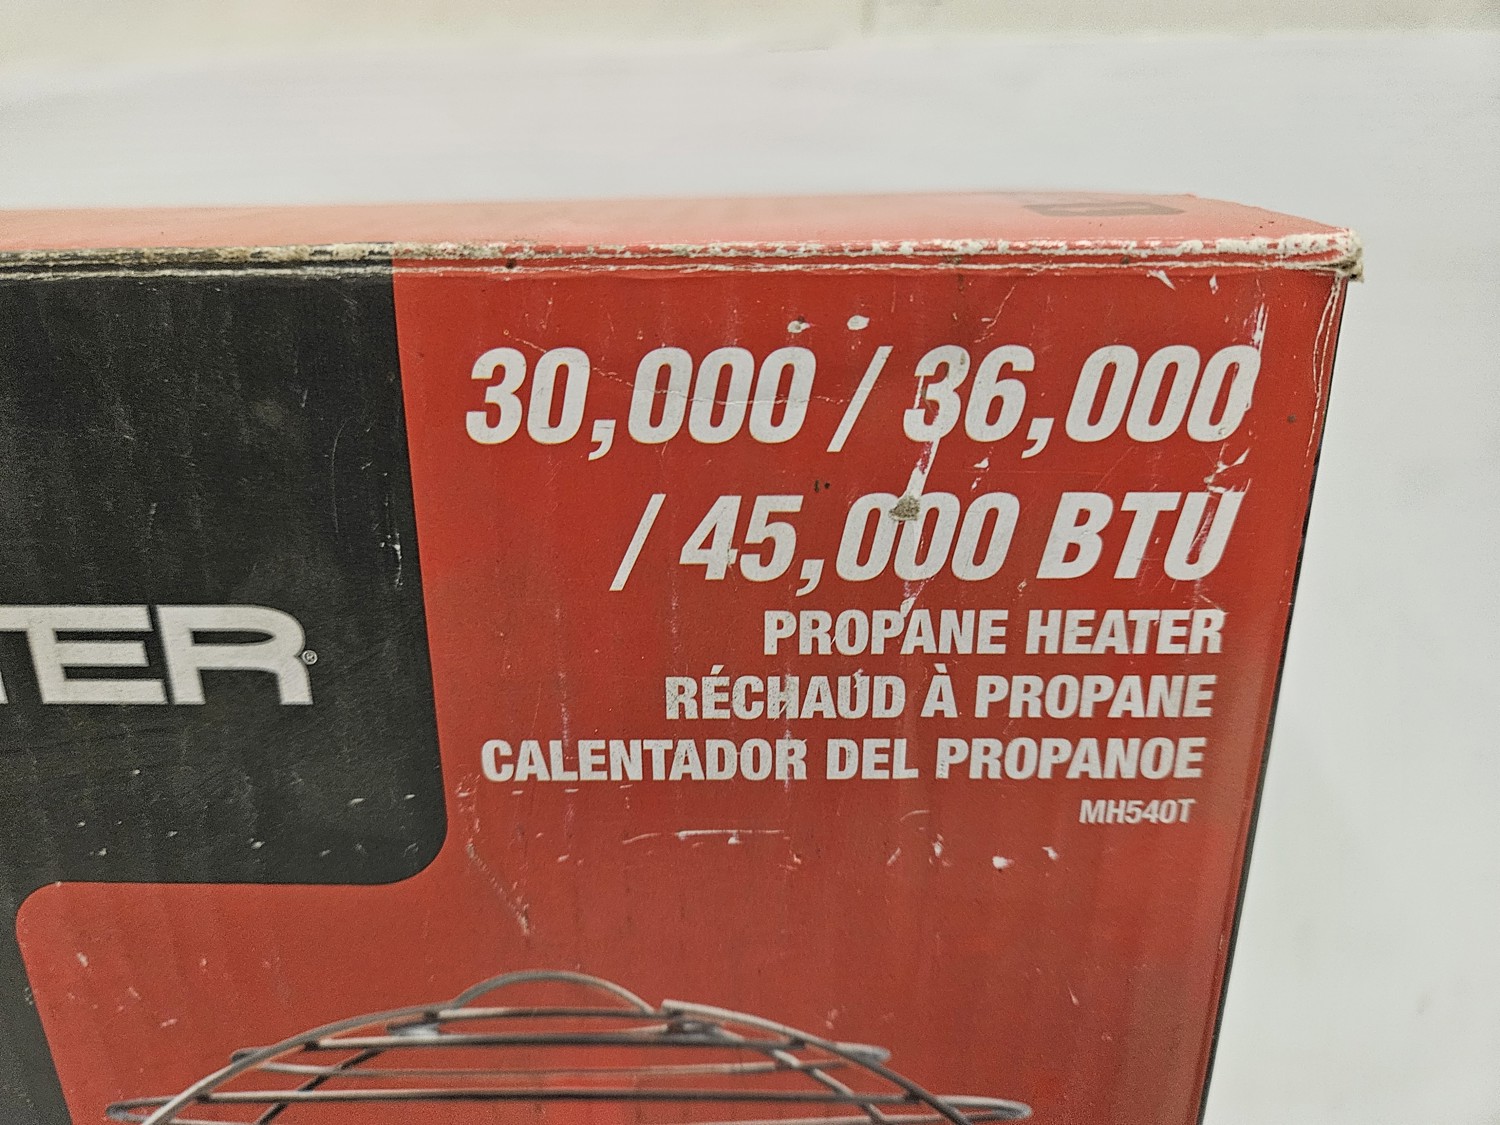 30,000 / 36,000
/ 45,000 BTU
PROPANE HEATER
RÉCHAUD À PROPANE
CALENTADOR DEL PROPANOE
MH540T
TER®